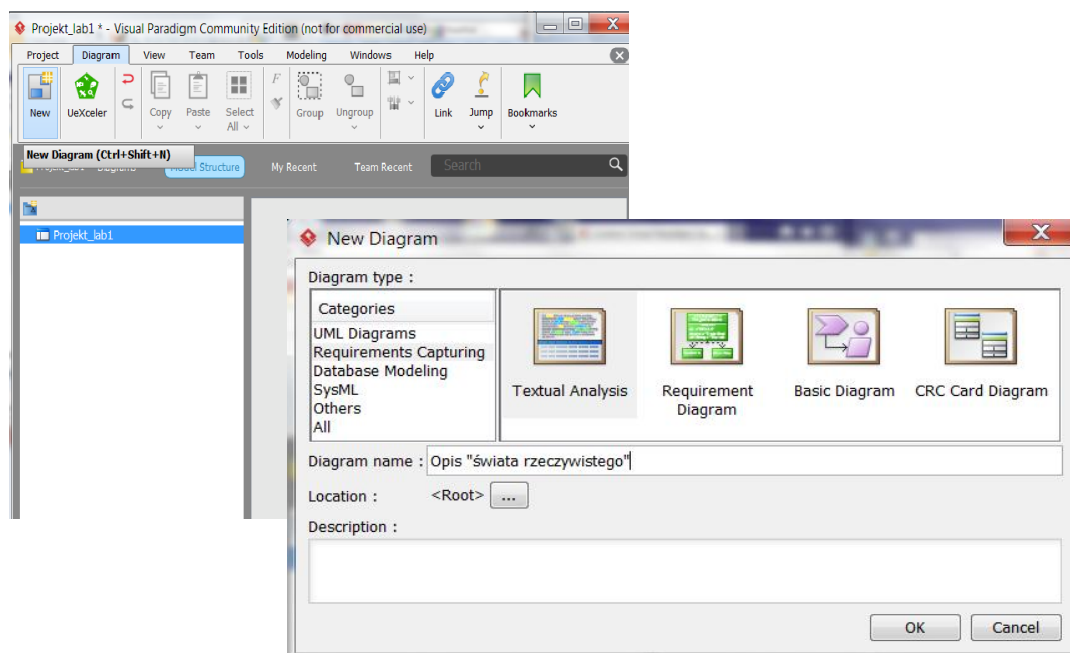 Projekt_lab1 * - Visual Paradigm Community Edition (not for commercial use)
Project Diagram View Team Tools Modeling Windows Help
New UeXceler Copy Paste Select All Group Ungroup Link Jump Bookmarks
New Diagram (Ctrl+Shift+N)
Structure My Recent Team Recent Search
Projekt_lab1
New Diagram
Diagram type :
Categories
UML Diagrams
Requirements Capturing
Database Modeling
SysML
Others
All
Textual Analysis
Requirement Diagram
Basic Diagram
CRC Card Diagram
Diagram name : Opis "świata rzeczywistego"
Location : <Root> ...
Description :
OK Cancel